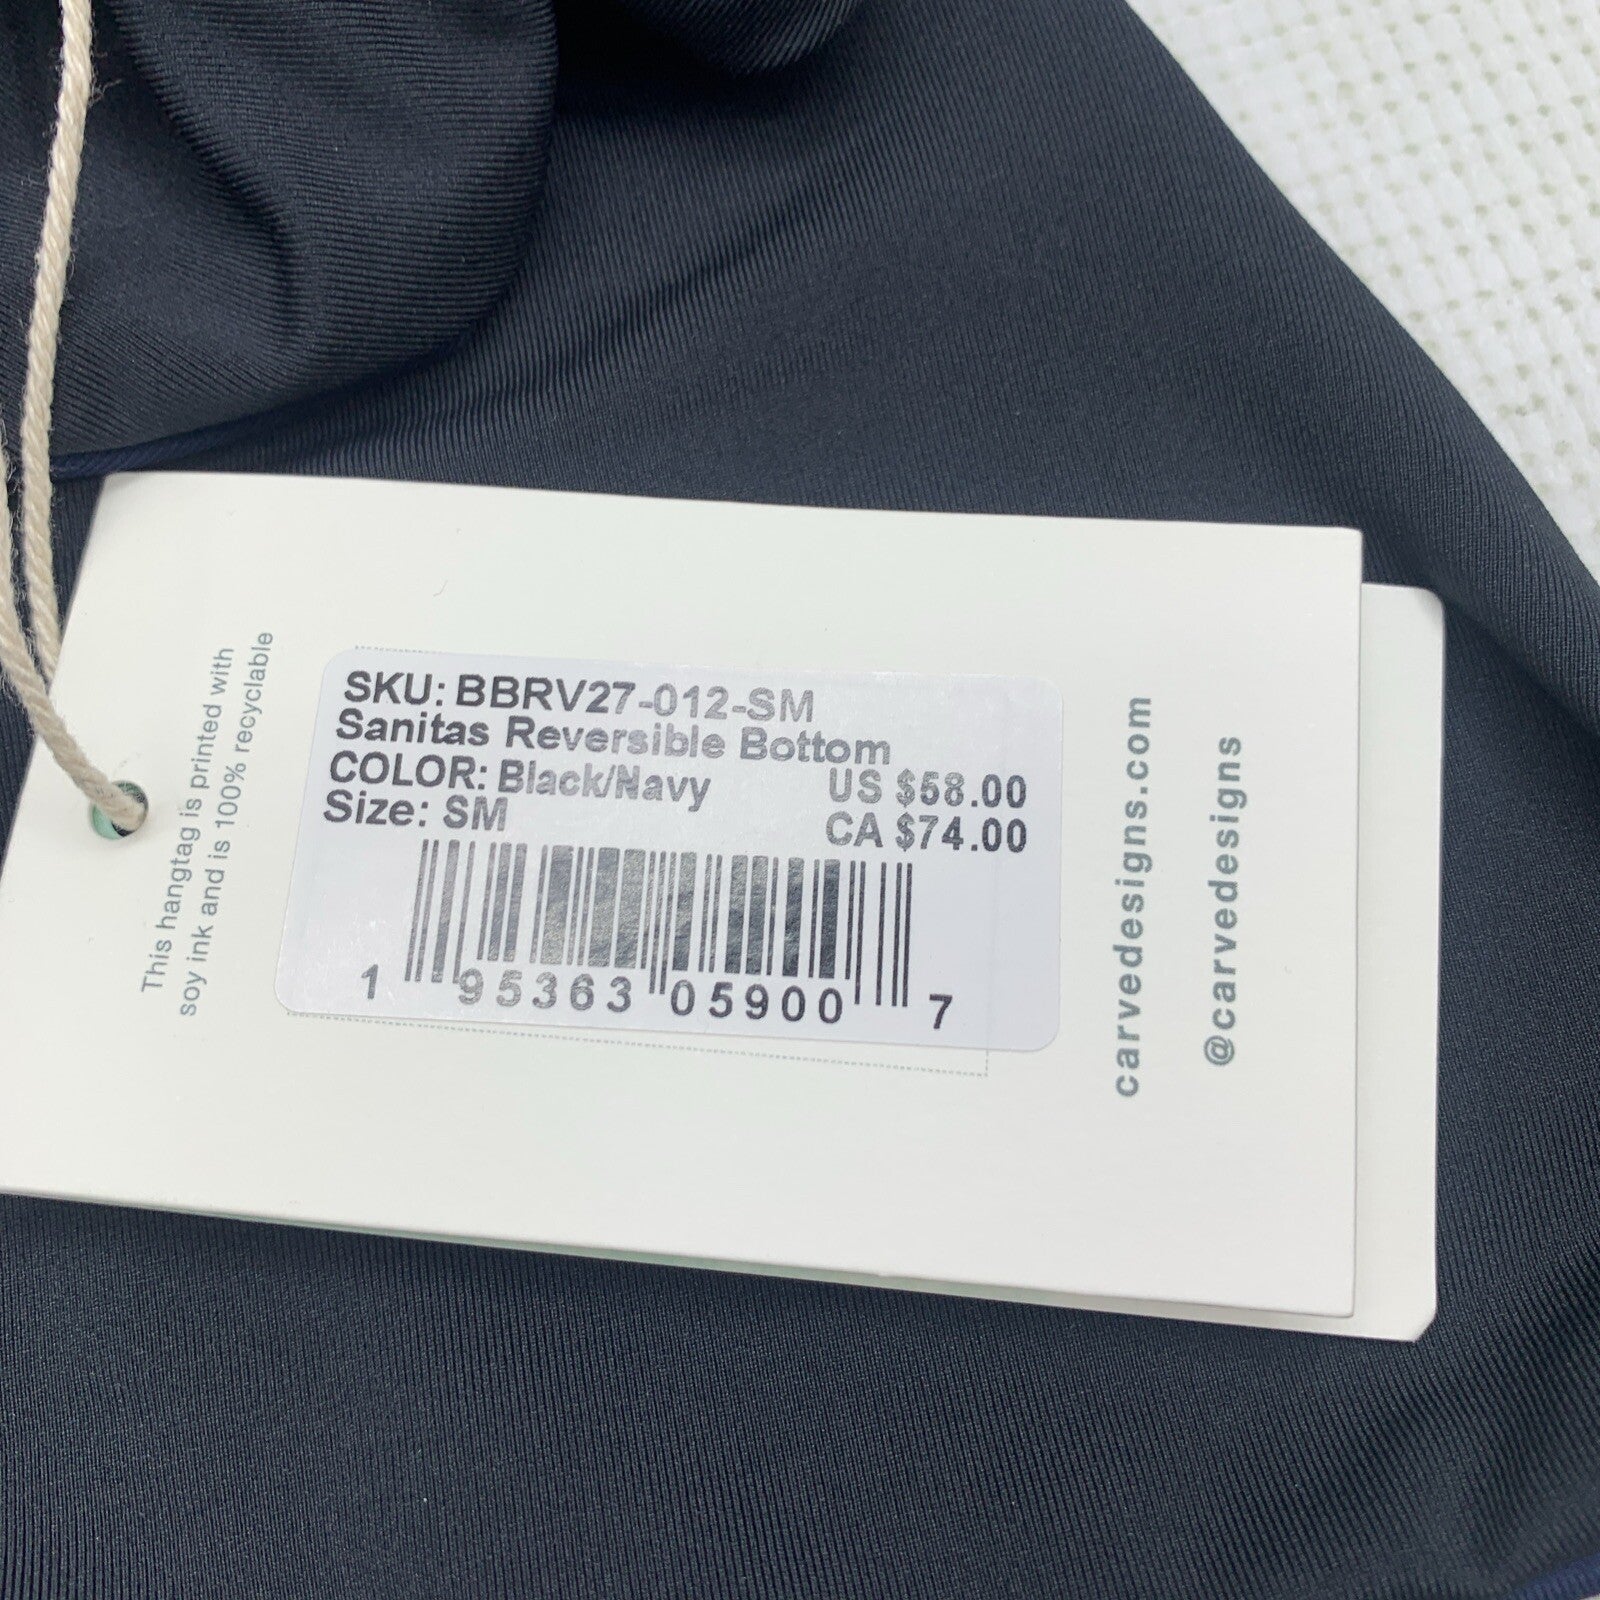 This hangtag is printed with
soy ink and is 100% recyclable
SKU: BBRV27-012-SM
Sanitas Reversible Bottom
COLOR: Black/Navy US $58.00
Size: SM CA $74.00
1 95363 05900 7
carvedesigns.com
@carvedesigns